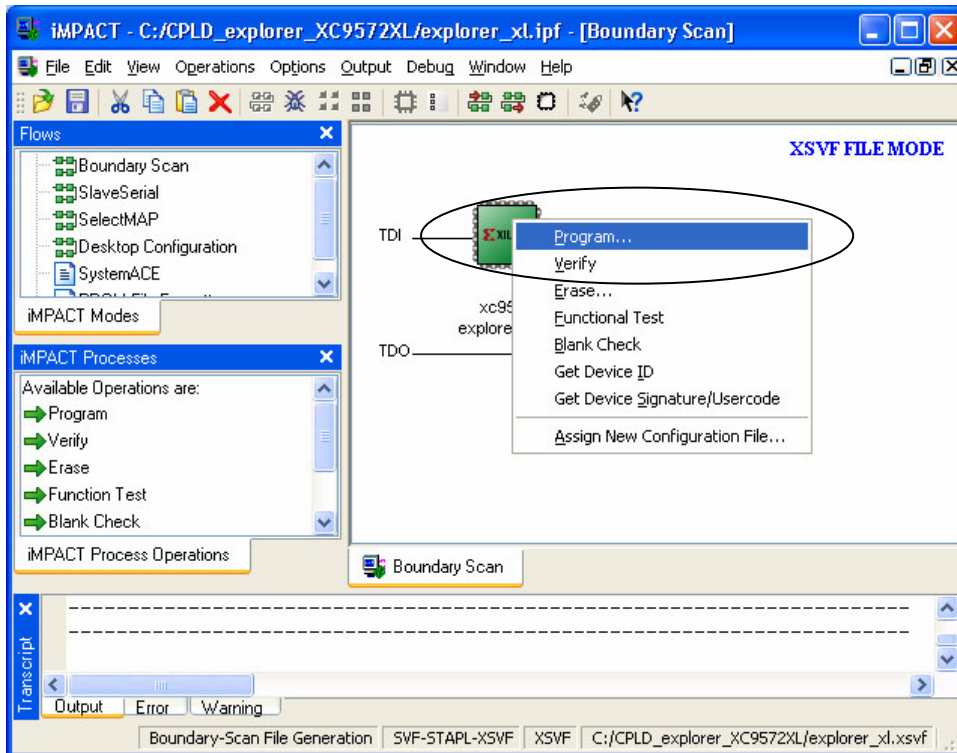 iMPACT - C:/CPLD_explorer_XC9572XL/explorer_xl.ipf - [Boundary Scan]
File Edit View Operations Options Output Debug Window Help
Flows
Boundary Scan
SlaveSerial
SelectMAP
Desktop Configuration
SystemACE
iMPACT Modes
iMPACT Processes
Available Operations are:
Program
Verify
Erase
Function Test
Blank Check
iMPACT Process Operations
XSVF FILE MODE
TDI
XIL
xc95
explore
TDO
Program...
Verify
Erase...
Functional Test
Blank Check
Get Device ID
Get Device Signature/Usercode
Assign New Configuration File...
Boundary Scan
Transcript
Output Error Warning
Boundary-Scan File Generation SVF-STAPL-XSVF XSVF C:/CPLD_explorer_XC9572XL/explorer_xl.xsvf